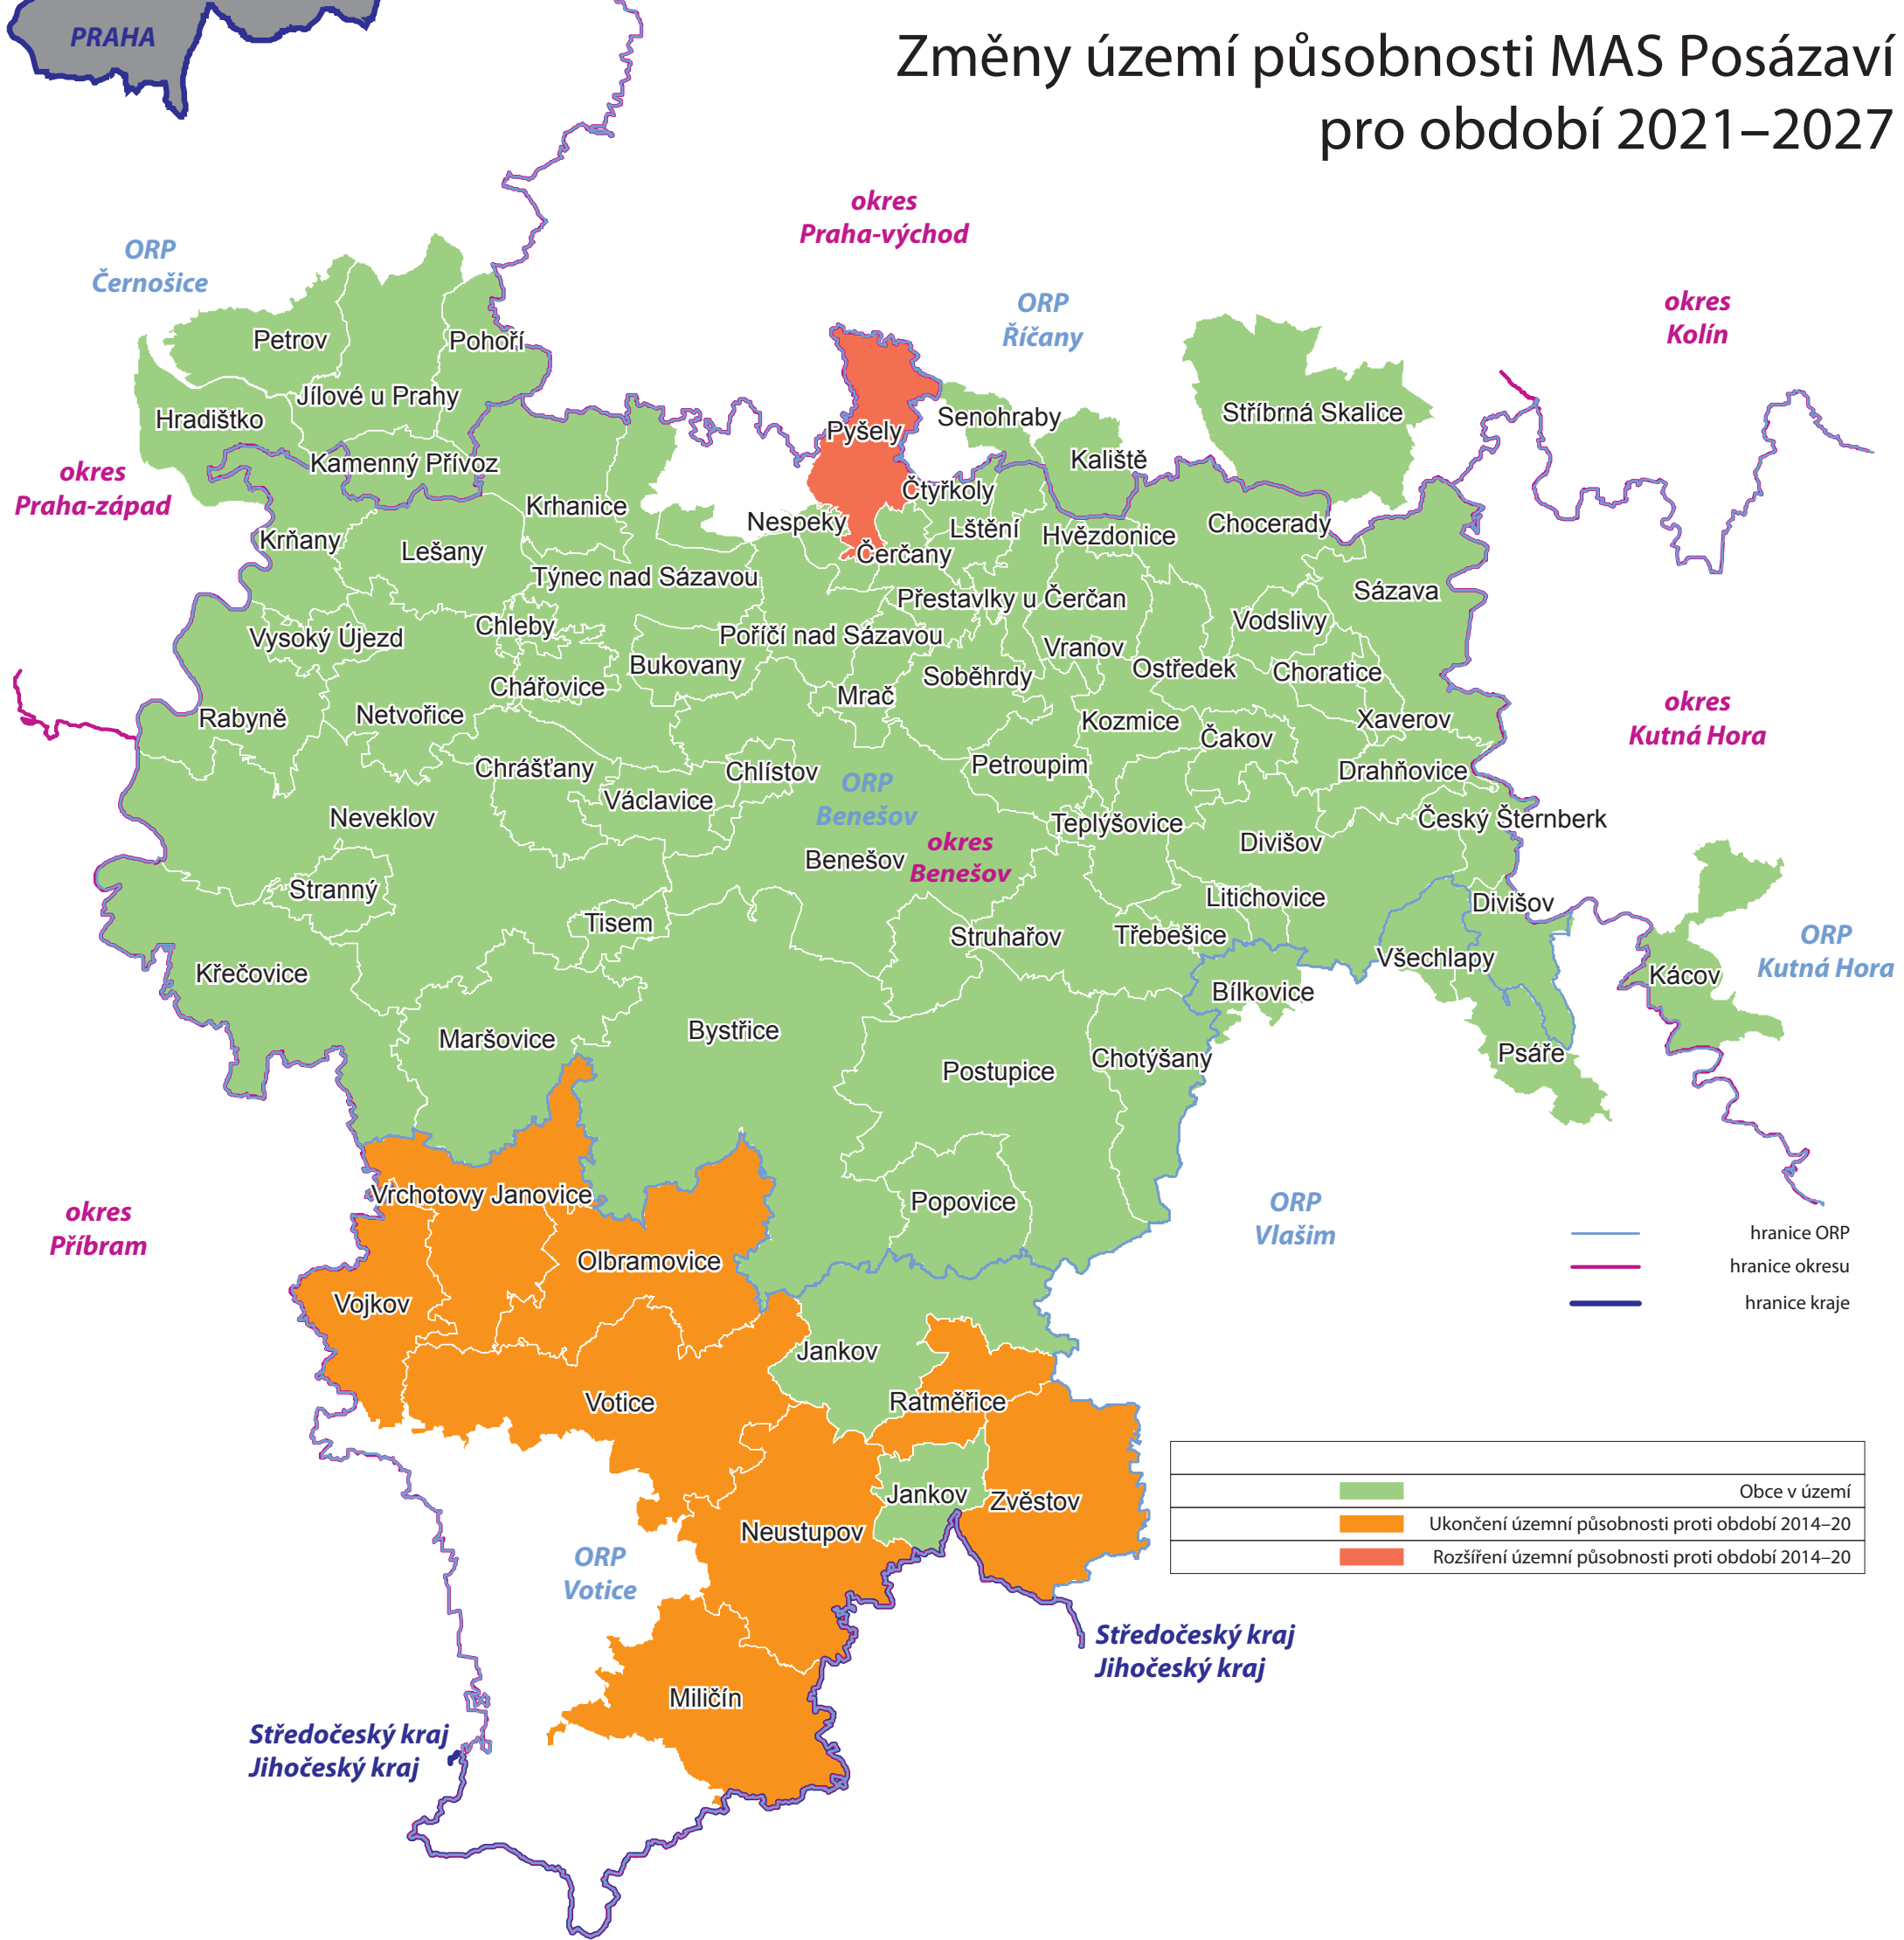 PRAHA
Změny území působnosti MAS Posázaví
pro období 2021–2027
okres
Praha-východ
ORP
Černošice
ORP
Říčany
okres
Kolín
Petrov
Pohoří
Jílové u Prahy
Hradištko
Stříbrná Skalice
Senohraby
Pyšely
Kaliště
Kamenný Přívoz
okres
Praha-západ
Čtyřkoly
Krhanice
Nespeky
Lštění
Hvězdonice
Chocerady
Krňany
Lešany
Čerčany
Týnec nad Sázavou
Sázava
Přestavlky u Čerčan
Chleby
Vodslivy
Vysoký Újezd
Poříčí nad Sázavou
Vranov
Bukovany
Ostředek
Choratice
Soběhrdy
Chářovice
Mrač
Rabyně
Netvořice
Kozmice
Xaverov
okres
Kutná Hora
Čakov
Chrášťany
Chlístov
Petroupim
Drahňovice
ORP
Benešov
Václavice
Neveklov
Teplýšovice
Český Šternberk
Divišov
okres
Benešov
Benešov
Stranný
Litichovice
Divišov
Tisem
Struhařov
Třebešice
ORP
Kutná Hora
Všechlapy
Křečovice
Kácov
Bílkovice
Bystřice
Maršovice
Chotýšany
Psáře
Postupice
Vrchotovy Janovice
Popovice
okres
Příbram
ORP
Vlašim
hranice ORP
hranice okresu
hranice kraje
Olbramovice
Vojkov
Jankov
Votice
Ratměřice
Jankov
Zvěstov
Neustupov
Obce v území
Ukončení územní působnosti proti období 2014–20
Rozšíření územní působnosti proti období 2014–20
ORP
Votice
Středočeský kraj
Jihočeský kraj
Miličín
Středočeský kraj
Jihočeský kraj